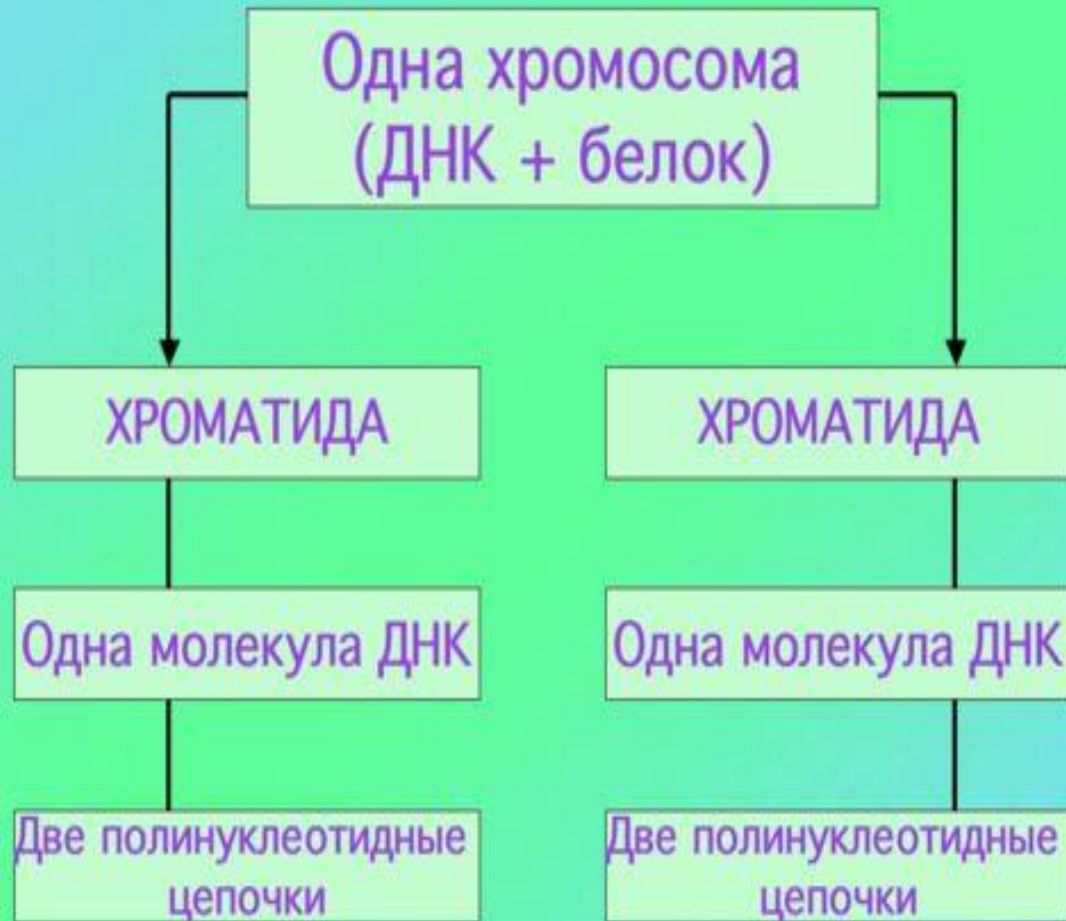 Одна хромосома
(ДНК + белок)
ХРОМАТИДА
ХРОМАТИДА
Одна молекула ДНК
Одна молекула ДНК
Две полинуклеотидные
цепочки
Две полинуклеотидные
цепочки